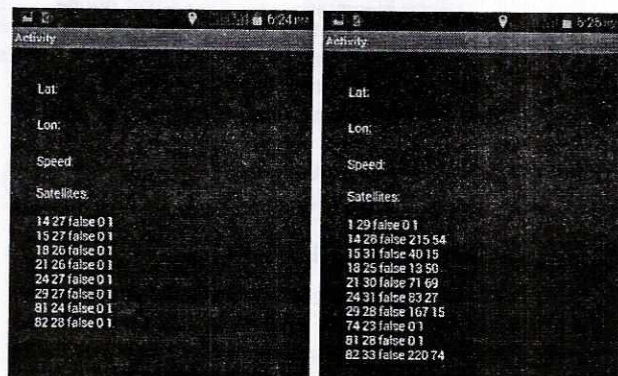 6:24
Activity
Lat:
Lon:
Speed:
Satellites:
14 27 false 0 1
15 27 false 0 1
18 26 false 0 1
21 26 false 0 1
24 27 false 0 1
29 27 false 0 1
81 24 false 0 1
82 28 false 0 1
Activity
Lat:
Lon:
Speed:
Satellites:
1 29 false 0 1
14 28 false 215 54
15 31 false 40 15
18 25 false 13 50
21 30 false 71 69
24 31 false 83 27
29 28 false 167 15
74 23 false 0 1
81 28 false 0 1
82 33 false 220 74